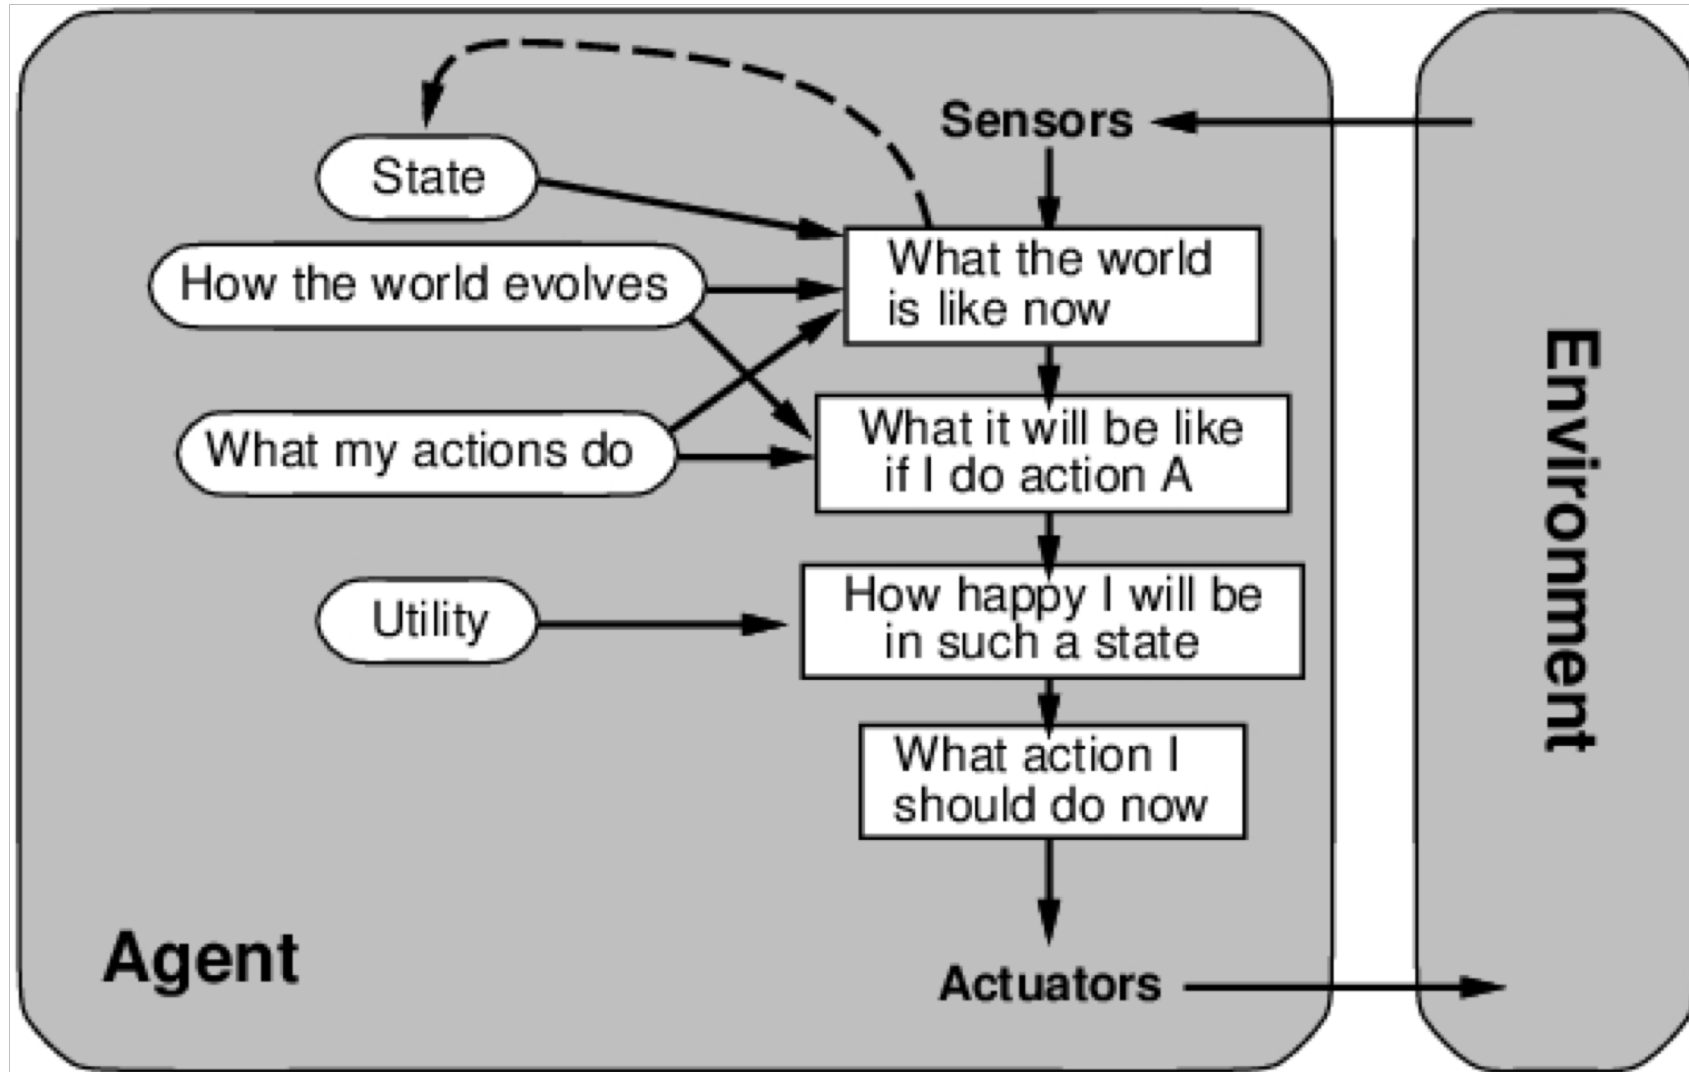 Sensors
State
What the world
is like now
How the world evolves
What it will be like
if I do action A
What my actions do
How happy I will be
in such a state
Utility
What action I
should do now
Environment
Agent
Actuators